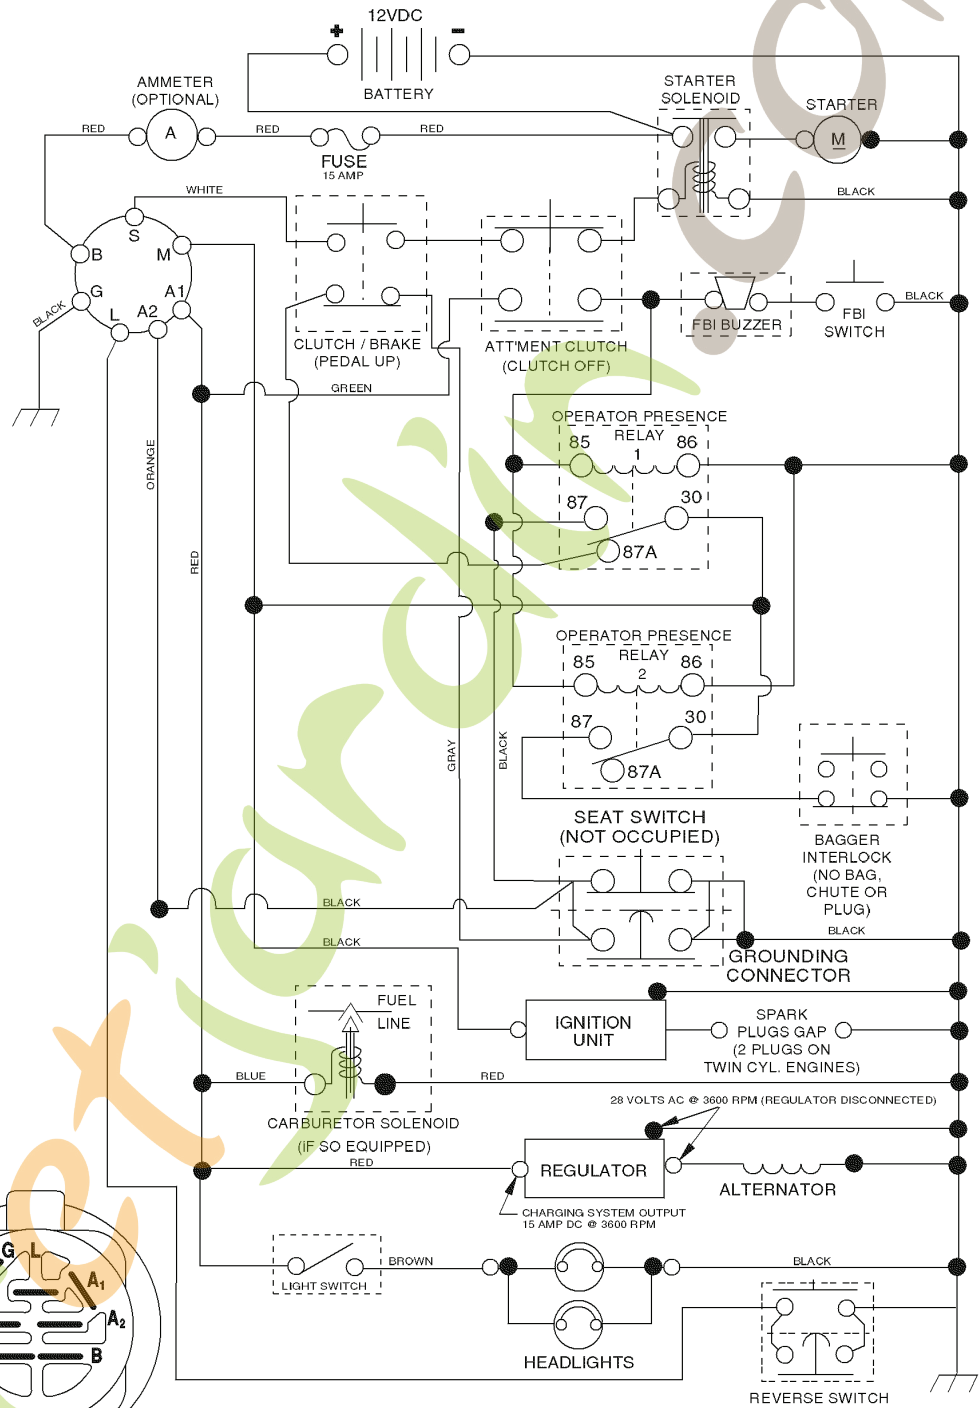 12VDC
+
-
BATTERY
AMMETER
(OPTIONAL)
A
RED
RED
RED
FUSE
15 AMP
STARTER
SOLENOID
STARTER
M
BLACK
WHITE
S
B
M
G
A1
L
A2
BLACK
CLUTCH / BRAKE
(PEDAL UP)
ATT'MENT CLUTCH
(CLUTCH OFF)
FBI BUZZER
FBI
SWITCH
BLACK
GREEN
ORANGE
RED
OPERATOR PRESENCE
RELAY
1
85
86
87
30
87A
OPERATOR PRESENCE
RELAY
2
85
86
87
30
87A
GRAY
BLACK
SEAT SWITCH
(NOT OCCUPIED)
BAGGER
INTERLOCK
(NO BAG,
CHUTE OR
PLUG)
BLACK
BLACK
BLACK
GROUNDING
CONNECTOR
FUEL
LINE
IGNITION
UNIT
SPARK
PLUGS GAP
(2 PLUGS ON
TWIN CYL. ENGINES)
BLUE
RED
CARBURETOR SOLENOID
(IF SO EQUIPPED)
28 VOLTS AC @ 3600 RPM (REGULATOR DISCONNECTED)
RED
REGULATOR
ALTERNATOR
CHARGING SYSTEM OUTPUT
15 AMP DC @ 3600 RPM
LIGHT SWITCH
BROWN
BLACK
HEADLIGHTS
REVERSE SWITCH
G
L
A1
A2
B
etjardin.co